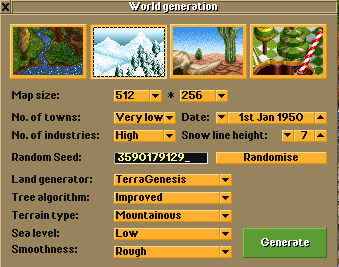 World generation
Map size: 512 * 256
No. of towns: Very low Date: 1st Jan 1950
No. of industries: High Snow line height: 7
Random Seed: 3590179129_ Randomise
Land generator: TerraGenesis
Tree algorithm: Improved
Terrain type: Mountainous
Sea level: Low
Smoothness: Rough
Generate